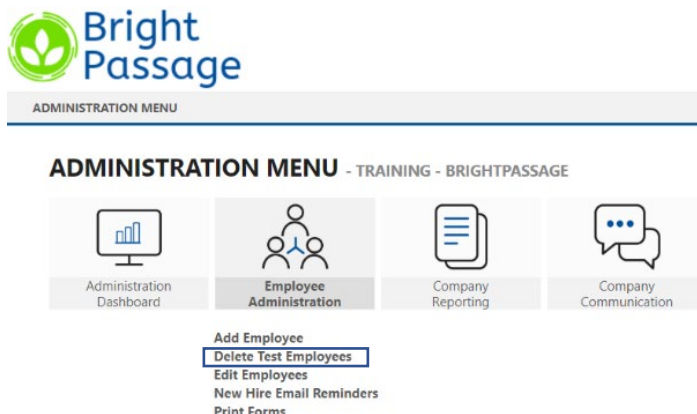 Bright
Passage
ADMINISTRATION MENU
ADMINISTRATION MENU - TRAINING - BRIGHTPASSAGE
Administration
Dashboard
Employee
Administration
Company
Reporting
Company
Communication
Add Employee
Delete Test Employees
Edit Employees
New Hire Email Reminders
Print Forms